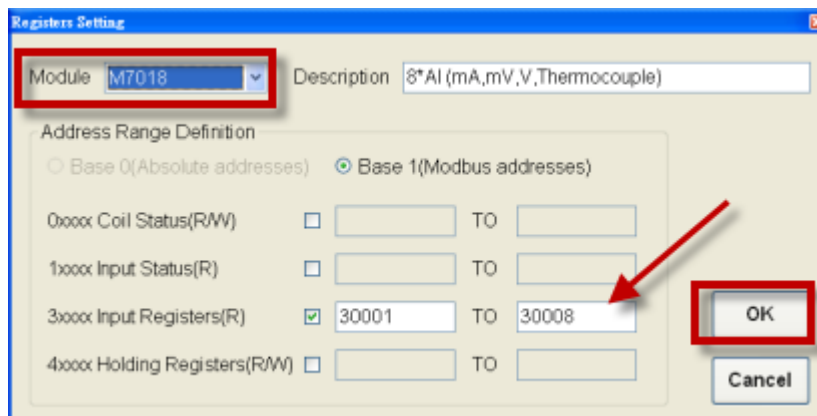 Registers Setting
Module M7018 Description 8*AI (mA,mV,V,Thermocouple)
Address Range Definition
Base 0(Absolute addresses) Base 1(Modbus addresses)
0xxxx Coil Status(R/W) TO
1xxxx Input Status(R) TO
3xxxx Input Registers(R) 30001 TO 30008
OK
4xxxx Holding Registers(R/W) TO
Cancel